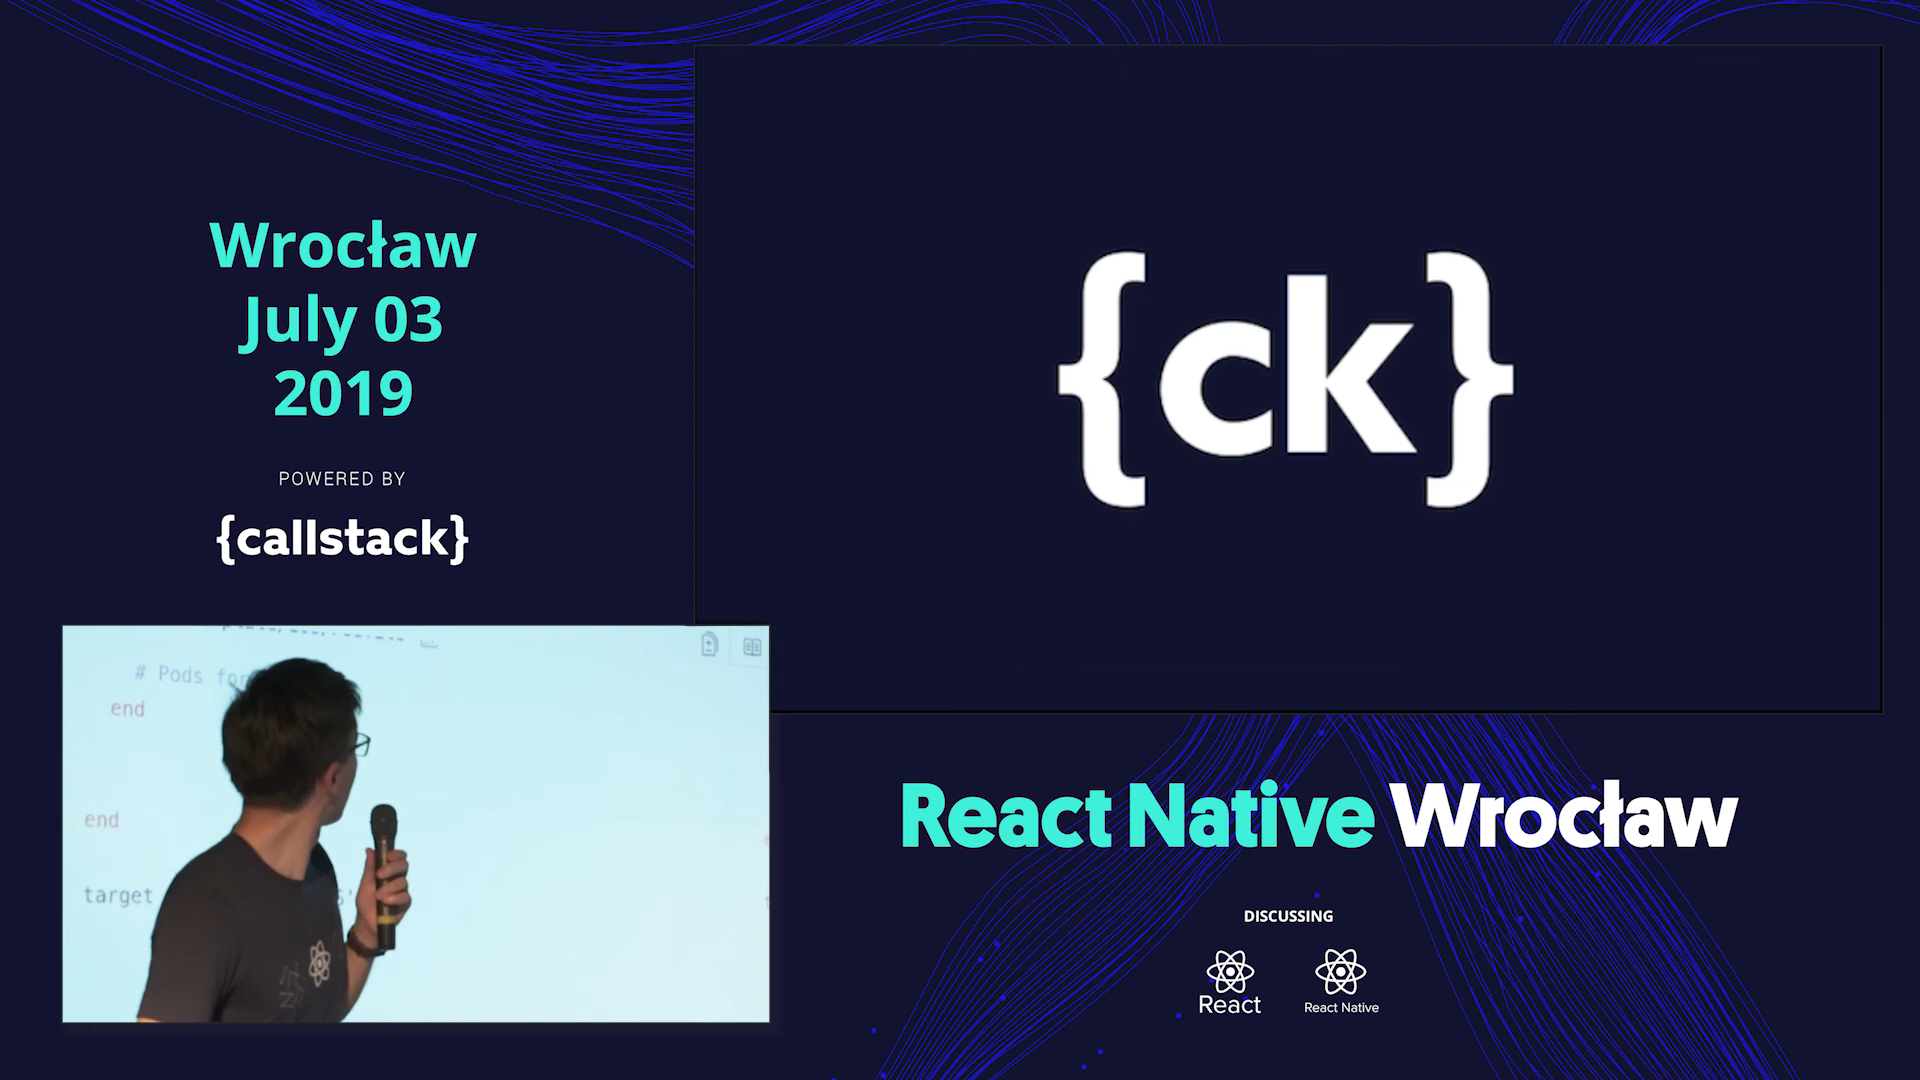 Wrocław
July 03
2019
POWERED BY
{callstack}
{ck}
# Pods for
end
end
target
React Native Wrocław
DISCUSSING
React
React Native